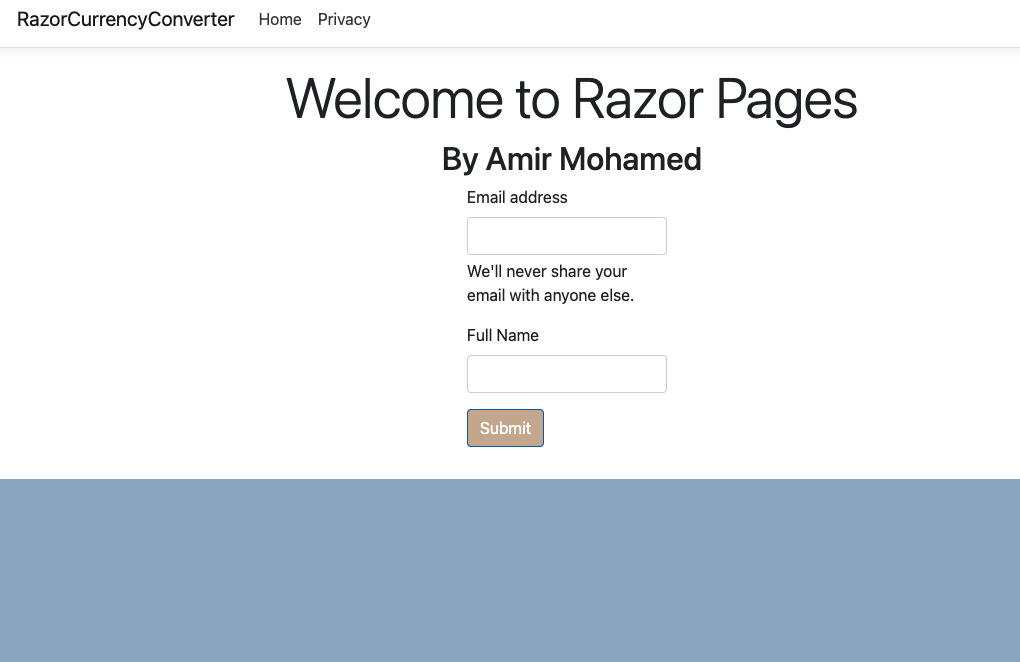 RazorCurrencyConverter Home Privacy
Welcome to Razor Pages
By Amir Mohamed
Email address
We'll never share your
email with anyone else.
Full Name
Submit